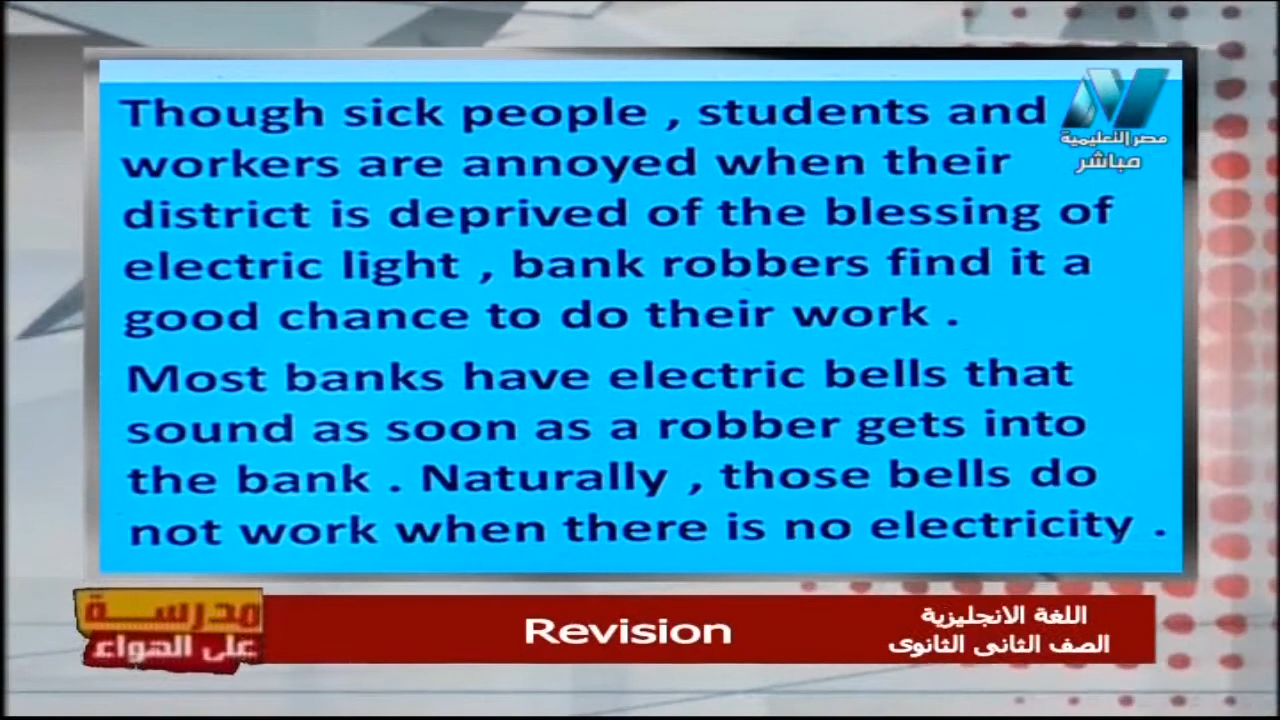 Though sick people , students and
workers are annoyed when their
district is deprived of the blessing of
electric light , bank robbers find it a
good chance to do their work .
Most banks have electric bells that
sound as soon as a robber gets into
the bank . Naturally , those bells do
not work when there is no electricity .
مصر التعليمية
مباشر
مدرسة
على الهواء
Revision
اللغة الانجليزية
الصف الثانى الثانوى